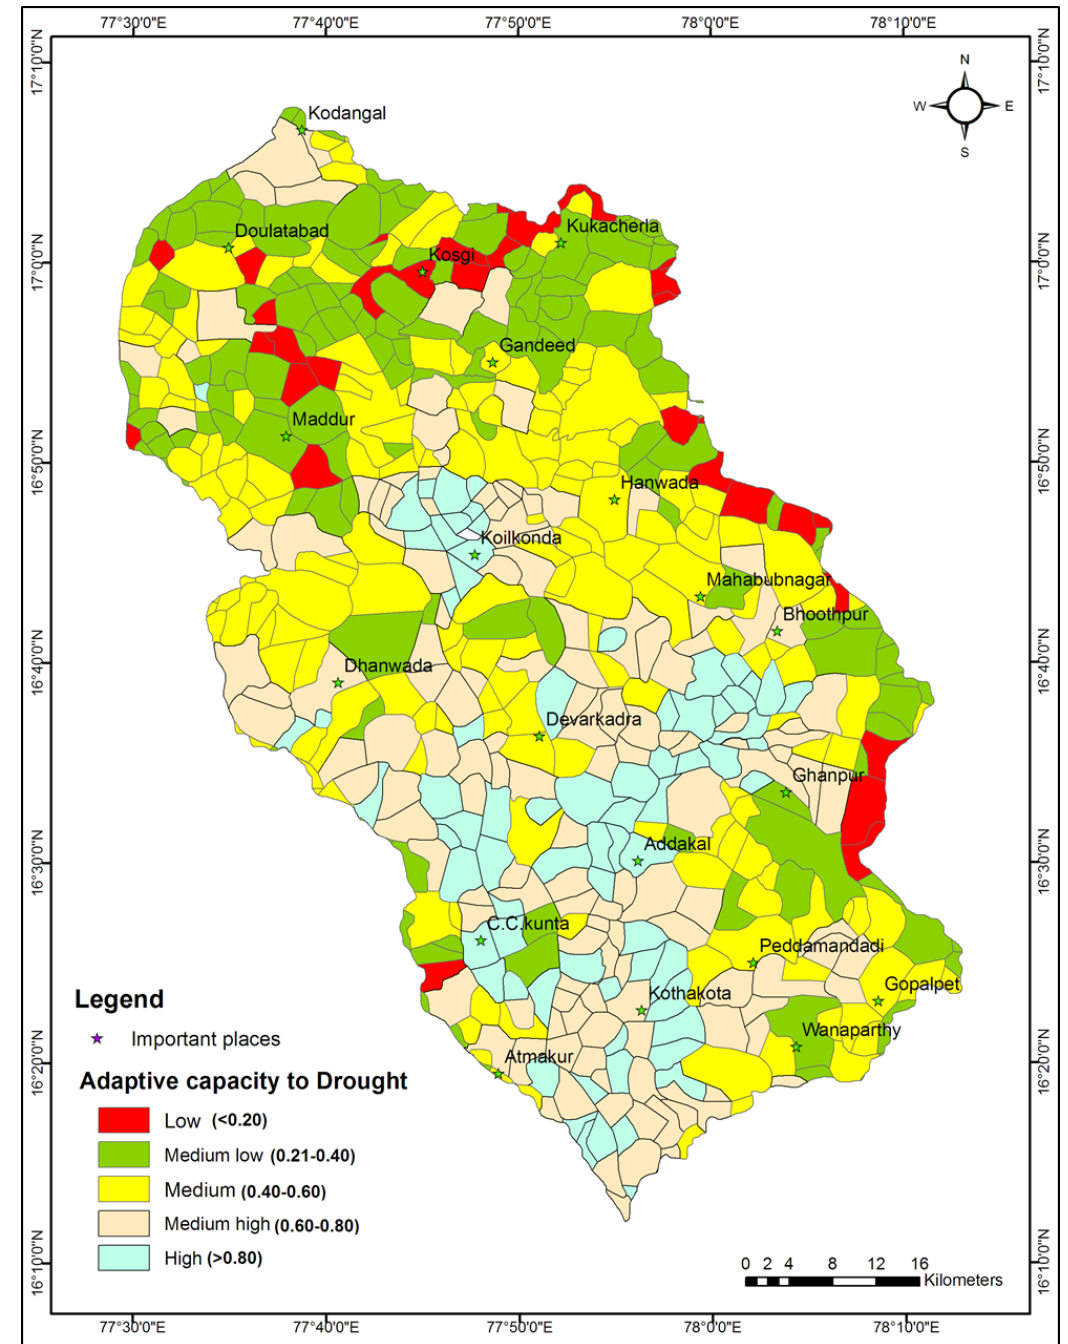 77°30'0"E 77°40'0"E 77°50'0"E 78°0'0"E 78°10'0"E
17°10'0"N 17°10'0"N
N
W E
S
Kodangal
Doulatabad
Kukacherla
17°0'0"N 17°0'0"N
Kosgi
Gandeed
Maddur
16°50'0"N 16°50'0"N
Hanwada
Koilkonda
Mahabubnagar
Bhoothpur
16°40'0"N 16°40'0"N
Dhanwada
Devarkadra
Ghanpur
Addakal
16°30'0"N 16°30'0"N
C.C.kunta
Peddamandadi
Gopalpet
Kothakota
Wanaparthy
Atmakur
16°20'0"N 16°20'0"N
Legend
Important places
Adaptive capacity to Drought
Low (<0.20)
Medium low (0.21-0.40)
Medium (0.40-0.60)
Medium high (0.60-0.80)
High (>0.80)
16°10'0"N 16°10'0"N
0 2 4 8 12 16
Kilometers
77°30'0"E 77°40'0"E 77°50'0"E 78°0'0"E 78°10'0"E